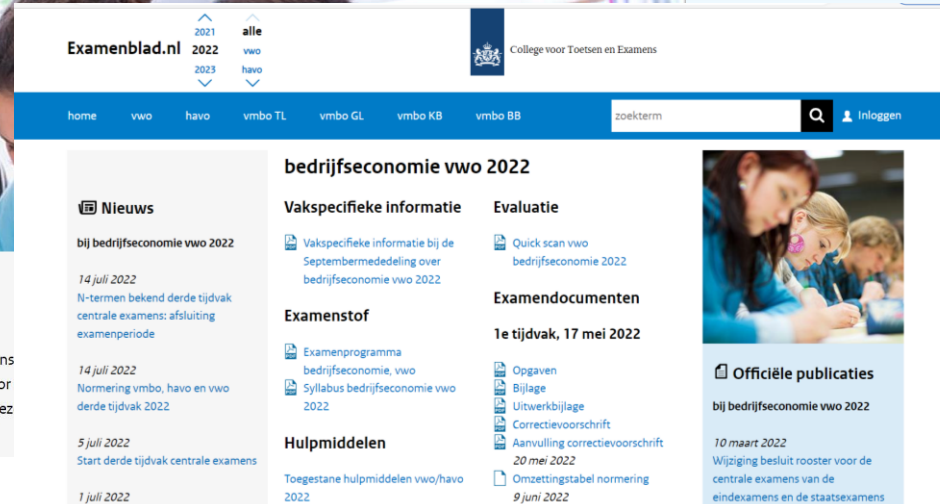 Examenblad.nl
2021
2022
2023
alle
vwo
havo
College voor Toetsen en Examens
home vwo havo vmbo TL vmbo GL vmbo KB vmbo BB
zoekterm
Inloggen
bedrijfseconomie vwo 2022
Nieuws
bij bedrijfseconomie vwo 2022
14 juli 2022
N-termen bekend derde tijdvak
centrale examens: afsluiting
examenperiode
14 juli 2022
Normering vmbo, havo en vwo
derde tijdvak 2022
5 juli 2022
Start derde tijdvak centrale examens
1 juli 2022
Vakspecifieke informatie
Vakspecifieke informatie bij de
Septembermededeling over
bedrijfseconomie vwo 2022
Examenstof
Examenprogramma
bedrijfseconomie, vwo
Syllabus bedrijfseconomie vwo
2022
Hulpmiddelen
Toegestane hulpmiddelen vwo/havo
2022
Evaluatie
Quick scan vwo
bedrijfseconomie 2022
Examendocumenten
1e tijdvak, 17 mei 2022
Opgaven
Bijlage
Uitwerkbijlage
Correctievoorschrift
Aanvulling correctievoorschrift
20 mei 2022
Omzettingstabel normering
9 juni 2022
Officiële publicaties
bij bedrijfseconomie vwo 2022
10 maart 2022
Wijziging besluit rooster voor de
centrale examens van de
eindexamens en de staatsexamens